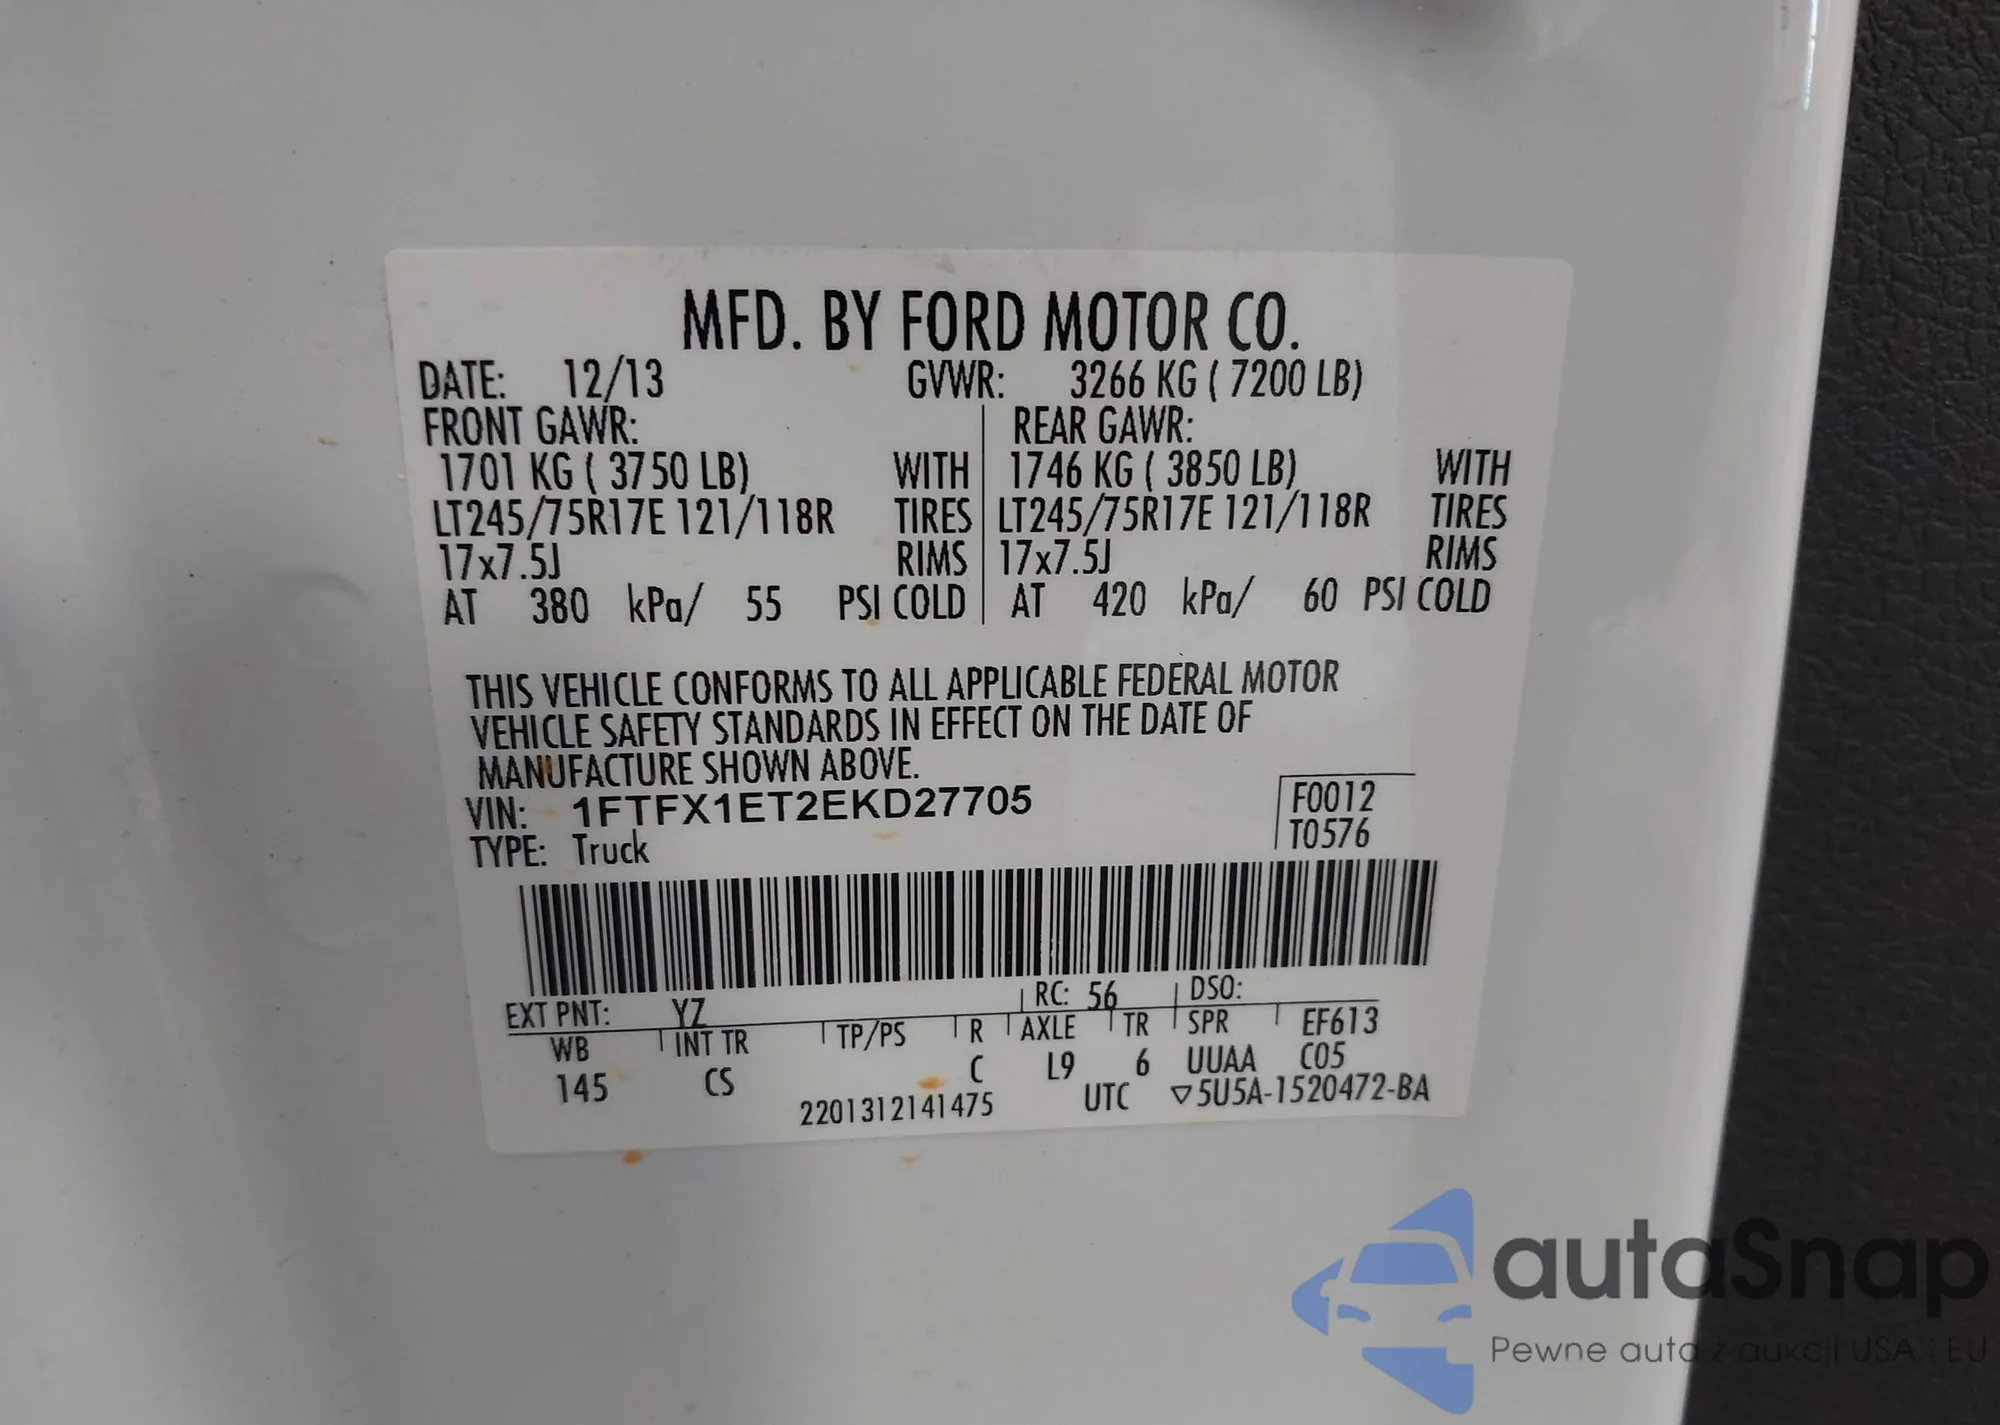 MFD. BY FORD MOTOR CO.
DATE: 12/13 GVWR: 3266 KG ( 7200 LB)
FRONT GAWR: REAR GAWR:
1701 KG ( 3750 LB) WITH 1746 KG ( 3850 LB) WITH
LT245/75R17E 121/118R TIRES LT245/75R17E 121/118R TIRES
17x7.5J RIMS 17x7.5J RIMS
AT 380 kPa/ 55 PSI COLD AT 420 kPa/ 60 PSI COLD
THIS VEHICLE CONFORMS TO ALL APPLICABLE FEDERAL MOTOR
VEHICLE SAFETY STANDARDS IN EFFECT ON THE DATE OF
MANUFACTURE SHOWN ABOVE.
VIN: 1FTFX1ET2EKD27705 F0012
TYPE: Truck T0576
EXT PNT: YZ RC: 56 DSO:
WB INT TR TP/PS R AXLE TR SPR EF613
145 CS C L9 6 UUAA C05
2201312141475 UTC ▽5U5A-1520472-BA
autaSnap
Pewne auta z aukcji USA i EU